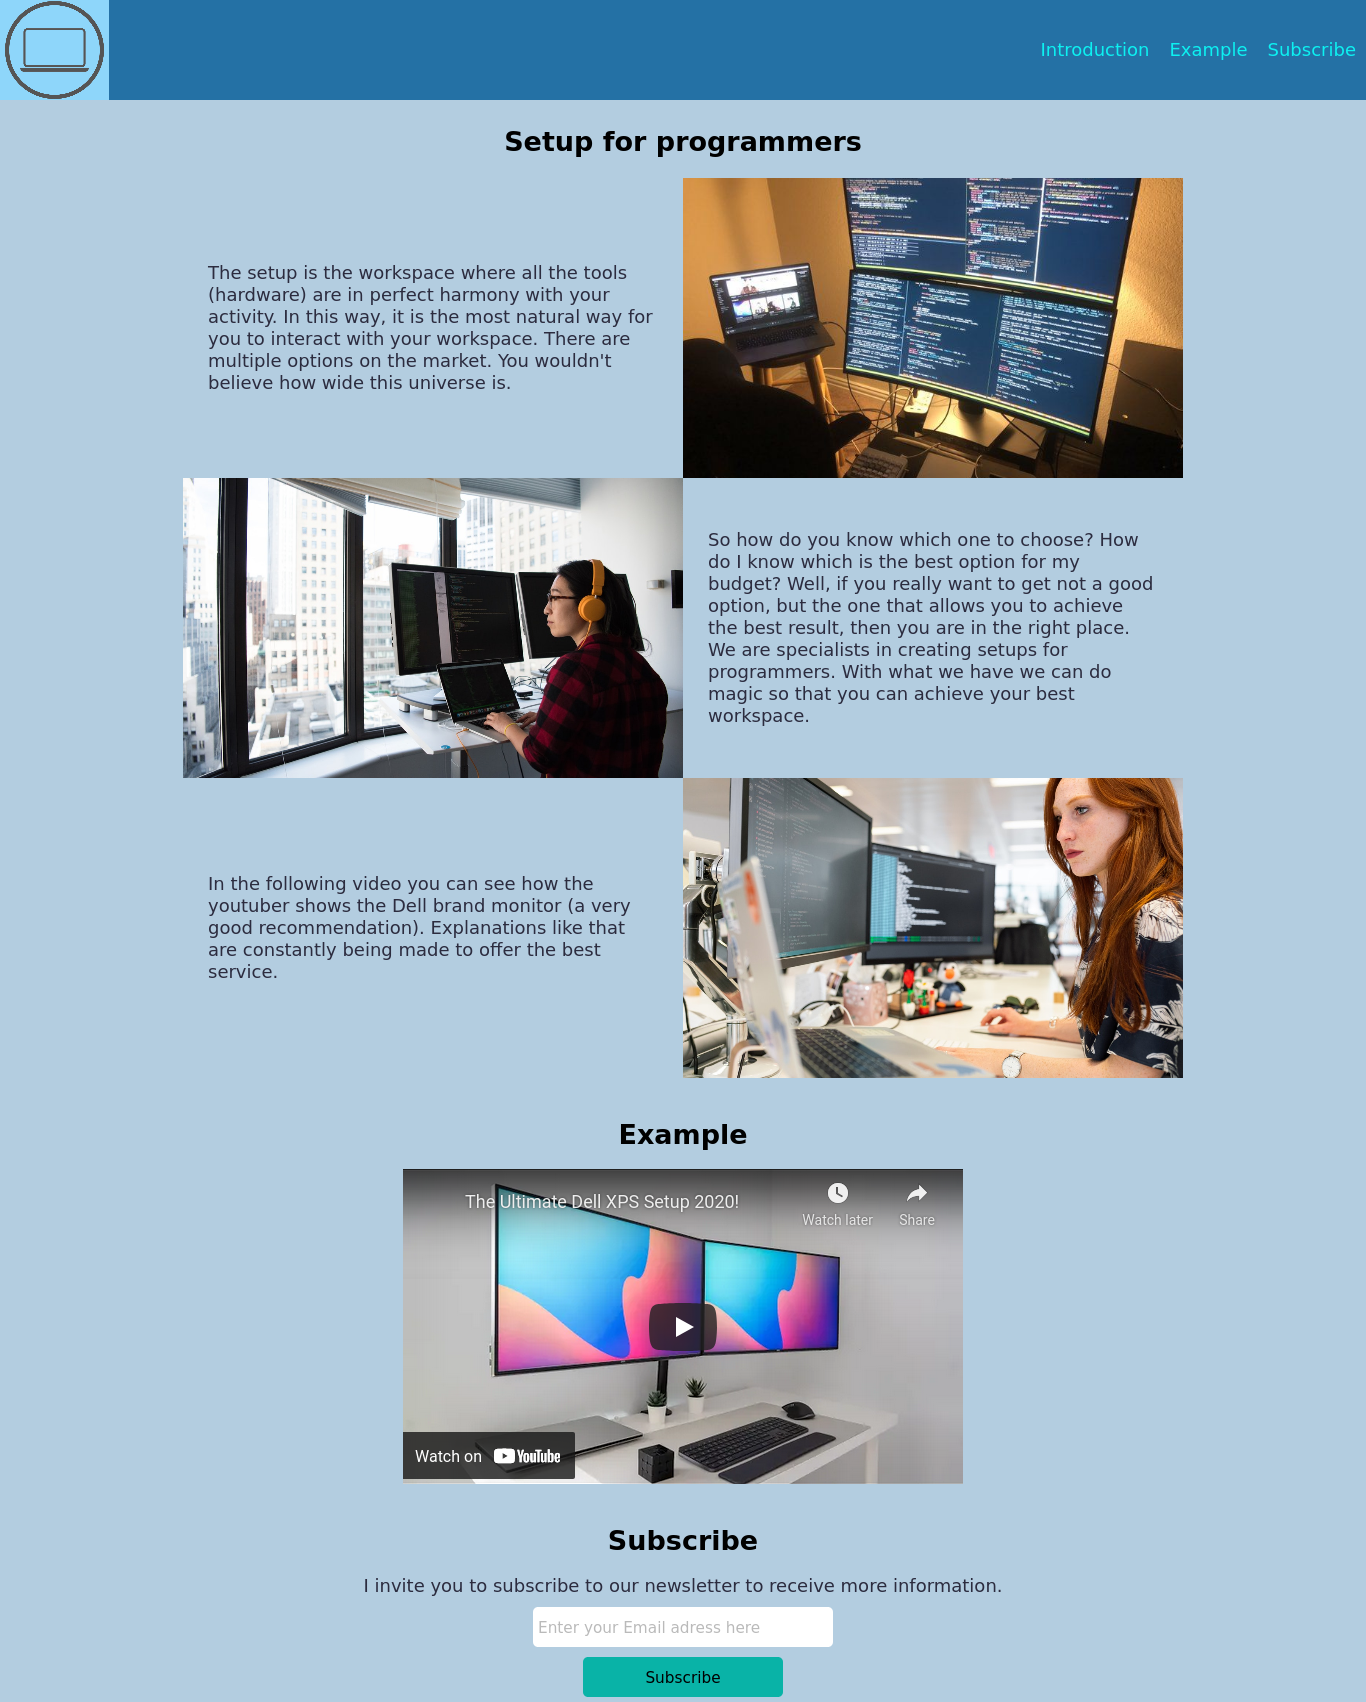 Introduction Example Subscribe
Setup for programmers
The setup is the workspace where all the tools
(hardware) are in perfect harmony with your
activity. In this way, it is the most natural way for
you to interact with your workspace. There are
multiple options on the market. You wouldn't
believe how wide this universe is.
So how do you know which one to choose? How
do I know which is the best option for my
budget? Well, if you really want to get not a good
option, but the one that allows you to achieve
the best result, then you are in the right place.
We are specialists in creating setups for
programmers. With what we have we can do
magic so that you can achieve your best
workspace.
In the following video you can see how the
youtuber shows the Dell brand monitor (a very
good recommendation). Explanations like that
are constantly being made to offer the best
service.
Example
The Ultimate Dell XPS Setup 2020!
Watch later Share
Watch on YouTube
Subscribe
I invite you to subscribe to our newsletter to receive more information.
Enter your Email adress here
Subscribe